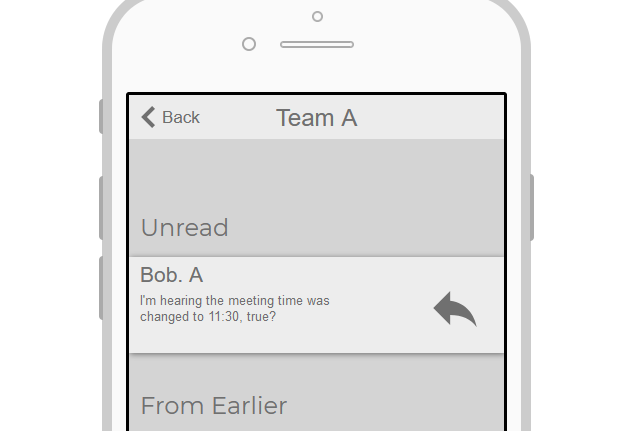 Back
Team A
Unread
Bob. A
I'm hearing the meeting time was
changed to 11:30, true?
From Earlier